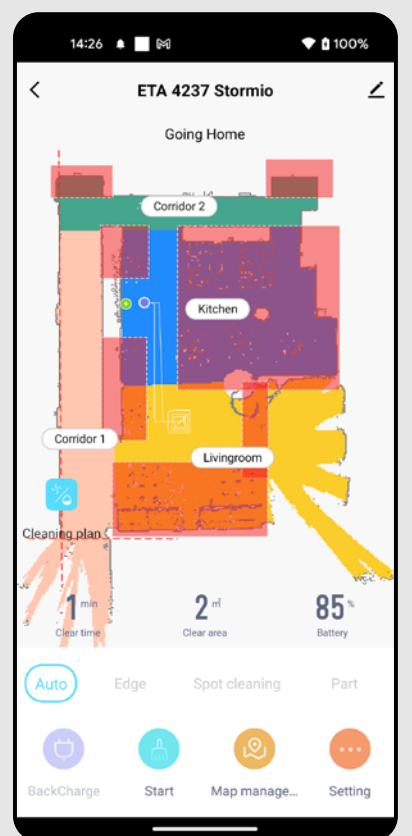 14:26 100%
ETA 4237 Stormio
Going Home
Corridor 2
Kitchen
Corridor 1
Livingroom
Cleaning plan
1 min 2 ㎡ 85 %
Clear time Clear area Battery
Auto Edge Spot cleaning Part
BackCharge Start Map manage... Setting